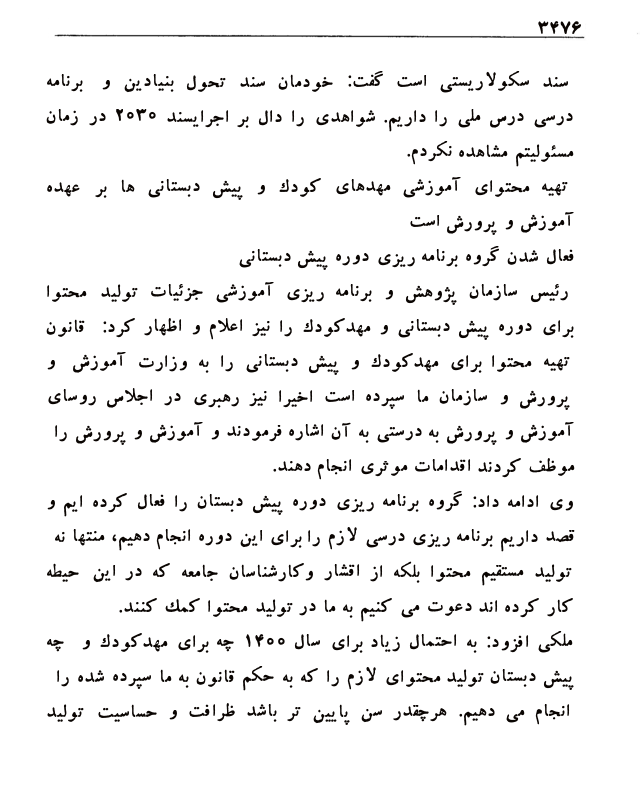 ۳۴۷۶
سند سکولاریستی است گفت: خودمان سند تحول بنیادین و برنامه
درسی درس ملی را داریم. شواهدی را دال بر اجرایسند ۲۰۳۰ در زمان
مسئولیتم مشاهده نکردم.
تهیه محتوای آموزشی مهدهای کودك و پیش دبستانی ها بر عهده
آموزش و پرورش است
فعال شدن گروه برنامه ریزی دوره پیش دبستانی
رئیس سازمان پژوهش و برنامه ریزی آموزشی جزئیات تولید محتوا
برای دوره پیش دبستانی و مهدکودك را نیز اعلام و اظهار کرد: قانون
تهیه محتوا برای مهدکودك و پیش دبستانی را به وزارت آموزش و
پرورش و سازمان ما سپرده است اخیرا نیز رهبری در اجلاس روسای
آموزش و پرورش به درستی به آن اشاره فرمودند و آموزش و پرورش را
موظف کردند اقدامات موثری انجام دهند.
وی ادامه داد: گروه برنامه ریزی دوره پیش دبستان را فعال کرده ایم و
قصد داریم برنامه ریزی درسی لازم را برای این دوره انجام دهیم، منتها نه
تولید مستقیم محتوا بلکه از اقشار وکارشناسان جامعه که در این حیطه
کار کرده اند دعوت می کنیم به ما در تولید محتوا کمك کنند.
ملکی افزود: به احتمال زیاد برای سال ۱۴۰۰ چه برای مهدکودك و چه
پیش دبستان تولید محتوای لازم را که به حکم قانون به ما سپرده شده را
انجام می دهیم. هرچقدر سن پایین تر باشد ظرافت و حساسیت تولید